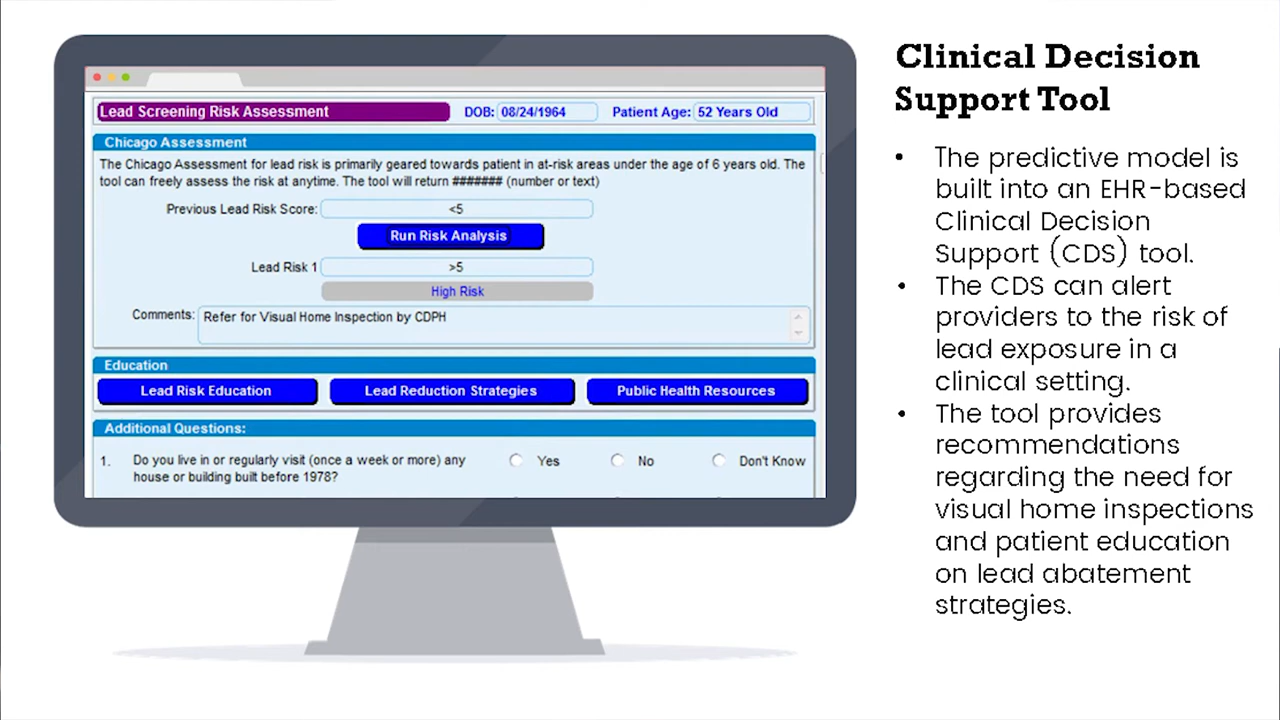 Lead Screening Risk Assessment DOB: 08/24/1964 Patient Age: 52 Years Old
Chicago Assessment
The Chicago Assessment for lead risk is primarily geared towards patient in at-risk areas under the age of 6 years old. The
tool can freely assess the risk at anytime. The tool will return ####### (number or text)
Previous Lead Risk Score: <5
Run Risk Analysis
Lead Risk 1 >5
High Risk
Comments: Refer for Visual Home Inspection by CDPH
Education
Lead Risk Education Lead Reduction Strategies Public Health Resources
Additional Questions:
1. Do you live in or regularly visit (once a week or more) any
house or building built before 1978?
Yes No Don't Know
Clinical Decision
Support Tool
• The predictive model is
built into an EHR-based
Clinical Decision
Support (CDS) tool.
• The CDS can alert
providers to the risk of
lead exposure in a
clinical setting.
• The tool provides
recommendations
regarding the need for
visual home inspections
and patient education
on lead abatement
strategies.